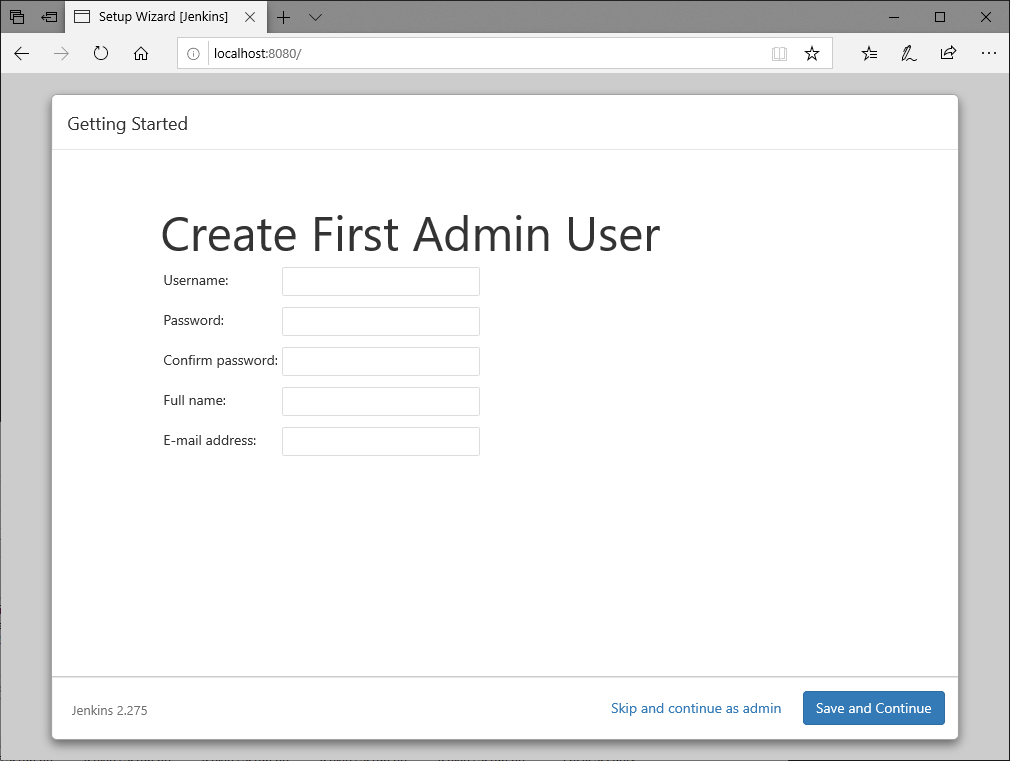 Setup Wizard [Jenkins]
localhost:8080/
Getting Started
Create First Admin User
Username:
Password:
Confirm password:
Full name:
E-mail address:
Jenkins 2.275
Skip and continue as admin
Save and Continue